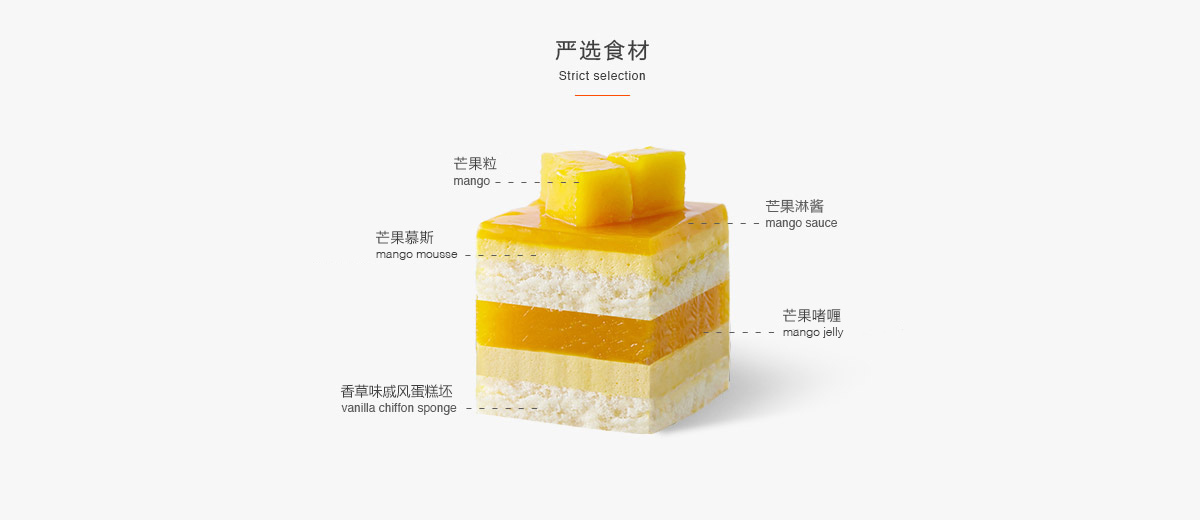 严选食材
Strict selection
芒果粒
mango
芒果淋酱
mango sauce
芒果慕斯
mango mousse
芒果啫喱
mango jelly
香草味戚风蛋糕坯
vanilla chiffon sponge